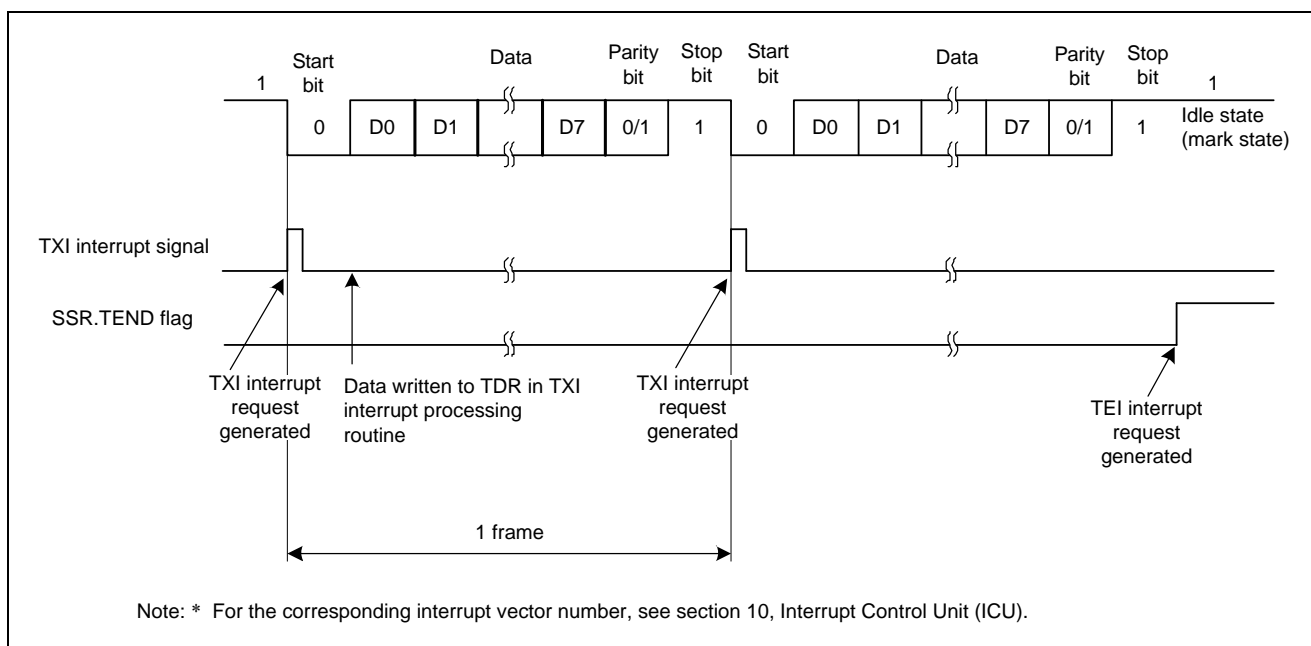 1
Start bit
Data
Parity bit
Stop bit
Start bit
Data
Parity bit
Stop bit
1
0 D0 D1 D7 0/1 1 0 D0 D1 D7 0/1 1
Idle state
(mark state)
TXI interrupt signal
SSR.TEND flag
TXI interrupt
request
generated
Data written to TDR in TXI
interrupt processing
routine
TXI interrupt
request
generated
TEI interrupt
request
generated
1 frame
Note: * For the corresponding interrupt vector number, see section 10, Interrupt Control Unit (ICU).